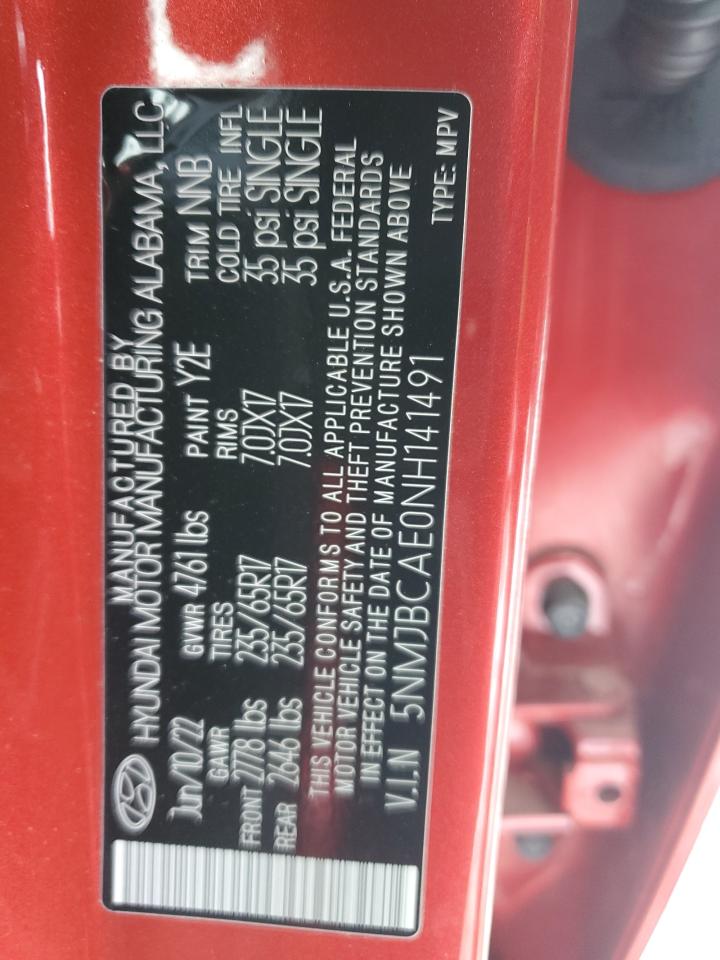 MANUFACTURED BY
HYUNDAI MOTOR MANUFACTURING ALABAMA, LLC
Jun/10/22 GVWR 4761 lbs PAINT Y2E TRIM NNB
GAWR TIRES RIMS COLD TIRE INFL
FRONT 2778 lbs 235/65R17 7.0JX17 35 psi SINGLE
REAR 2646 lbs 235/65R17 7.0JX17 35 psi SINGLE
THIS VEHICLE CONFORMS TO ALL APPLICABLE U.S.A. FEDERAL
MOTOR VEHICLE SAFETY AND THEFT PREVENTION STANDARDS
IN EFFECT ON THE DATE OF MANUFACTURE SHOWN ABOVE
V.I.N 5NMJBCAE0NH141491 TYPE: MPV